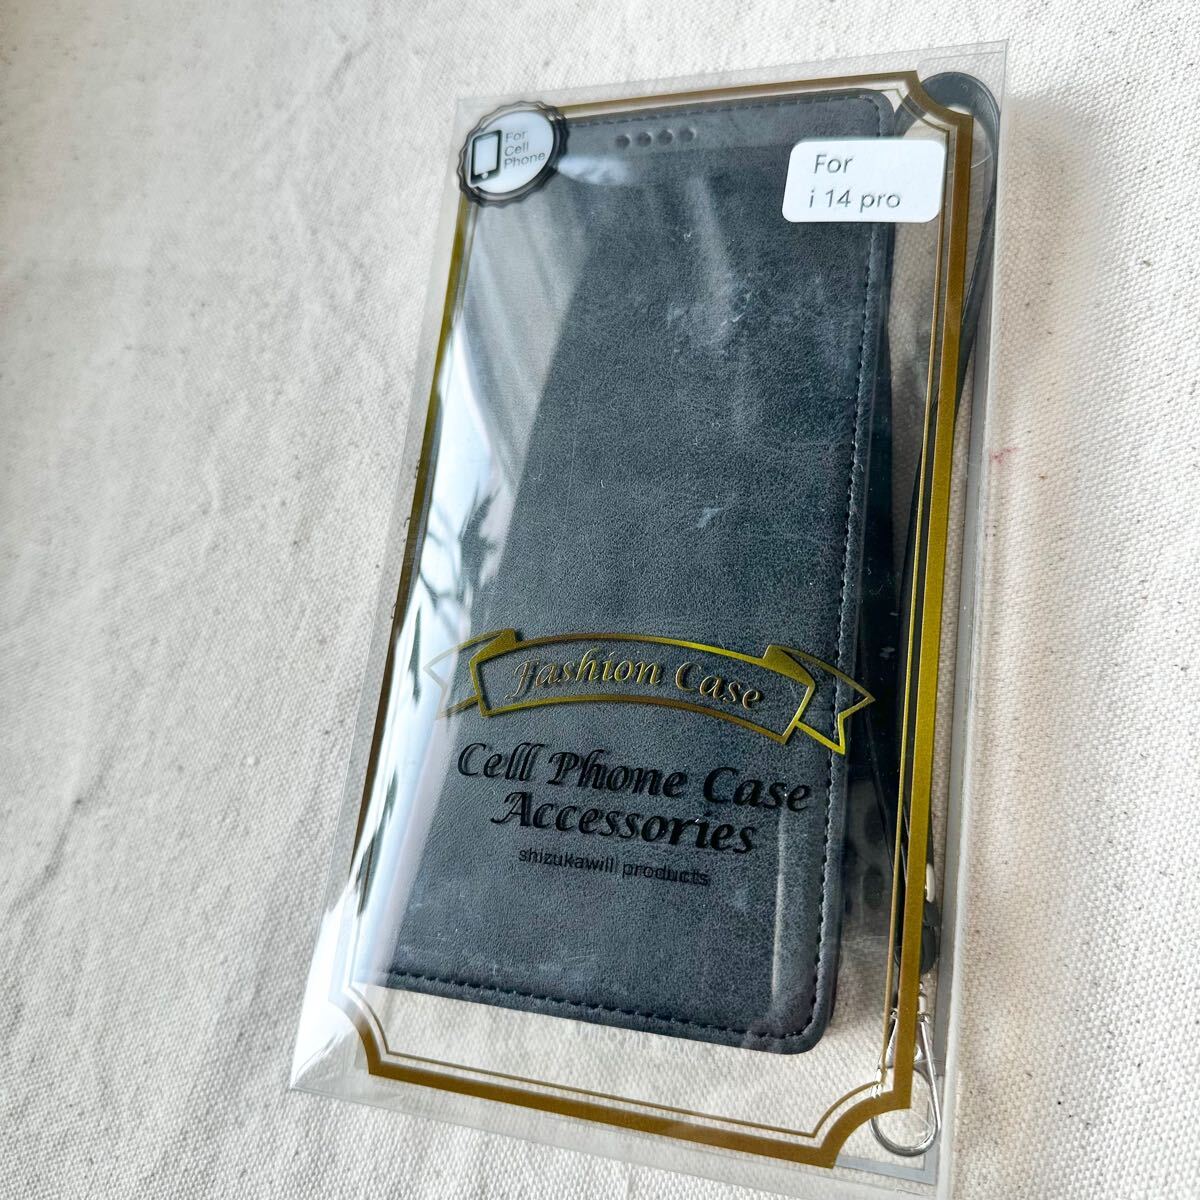 For
Cell
Phone
For
i 14 pro
Fashion Case
Cell Phone Case
Accessories
shizukawill products